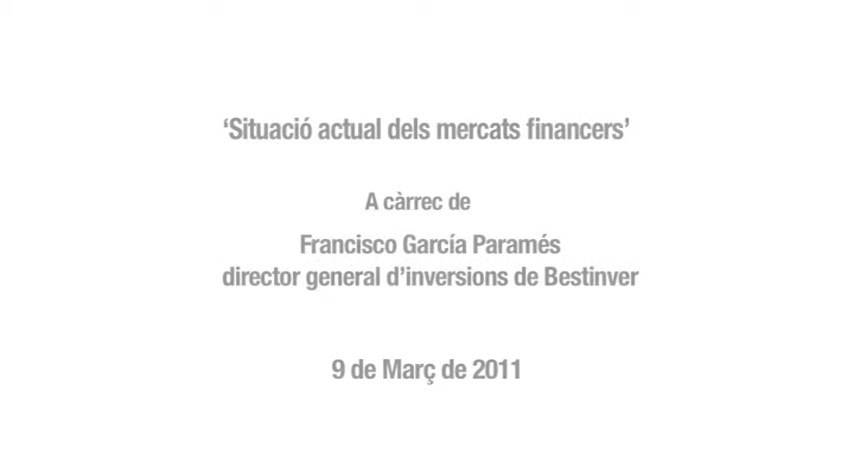 ‘Situació actual dels mercats financers’
A càrrec de
Francisco García Paramés
director general d’inversions de Bestinver
9 de Març de 2011